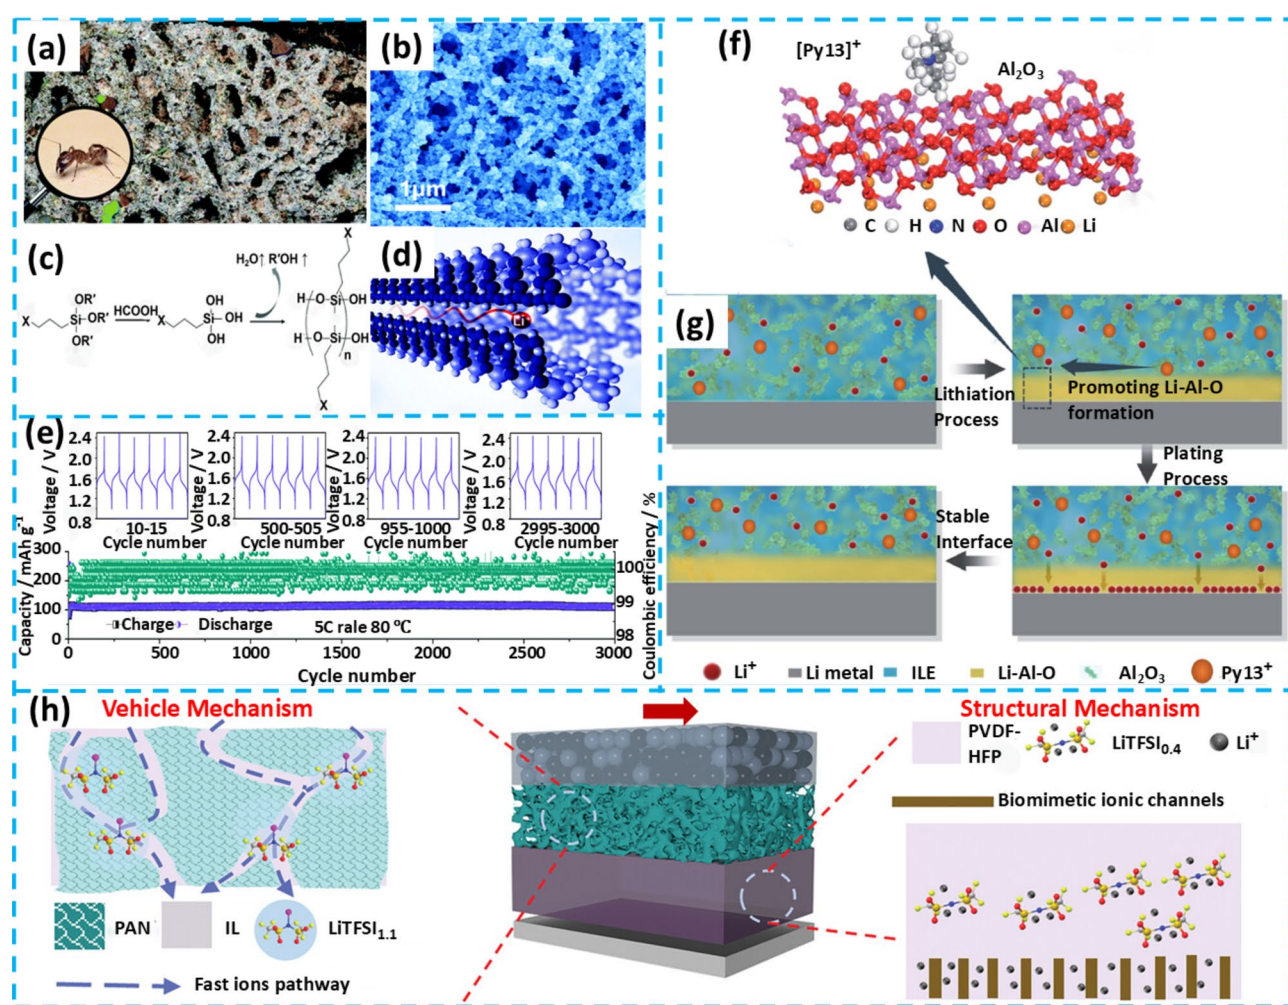 (a)
(b)
1μm
(c)
H₂O↑ R'OH ↑
X
OR'
Si
OR'
OR'
HCOOH
X
OH
Si
OH
OH
X
H
O
Si
OH
H
O
Si
OH
n
X
(d)
Li
(e)
Voltage / V
2.4
2.0
1.6
1.2
0.8
10-15
Cycle number
Voltage / V
2.4
2.0
1.6
1.2
0.8
500-505
Cycle number
Voltage / V
2.4
2.0
1.6
1.2
0.8
955-1000
Cycle number
Voltage / V
2.4
2.0
1.6
1.2
0.8
2995-3000
Cycle number
Capacity / mAh g⁻¹
300
200
100
0
Coulombic efficiency / %
100
99
98
Charge Discharge 5C rale 80 ℃
0 500 1000 1500 2000 2500 3000
Cycle number
(f)
[Py13]⁺
Al₂O₃
C H N O Al Li
(g)
Lithiation
Process
Promoting Li-Al-O
formation
Plating
Process
Stable
Interface
Li⁺ Li metal ILE Li-Al-O Al₂O₃ Py13⁺
(h)
Vehicle Mechanism
PAN IL LiTFSI₁.₁
Fast ions pathway
Structural Mechanism
PVDF-
HFP
LiTFSI₀.₄ Li⁺
Biomimetic ionic channels